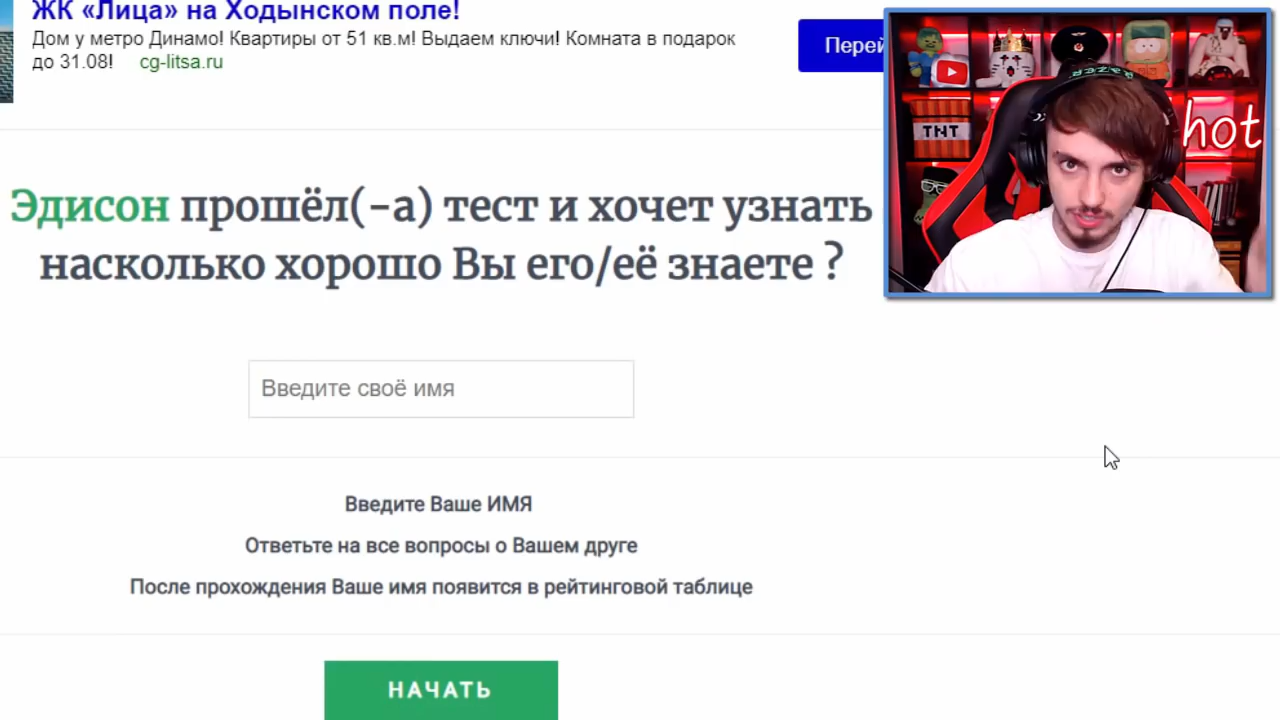 ЖК «Лица» на Ходынском поле!
Дом у метро Динамо! Квартиры от 51 кв.м! Выдаем ключи! Комната в подарок
до 31.08! cg-litsa.ru
Перей
RAZER
hot
TNT
Эдисон прошёл(-а) тест и хочет узнать
насколько хорошо Вы его/её знаете ?
Введите своё имя
Введите Ваше ИМЯ
Ответьте на все вопросы о Вашем друге
После прохождения Ваше имя появится в рейтинговой таблице
НАЧАТЬ